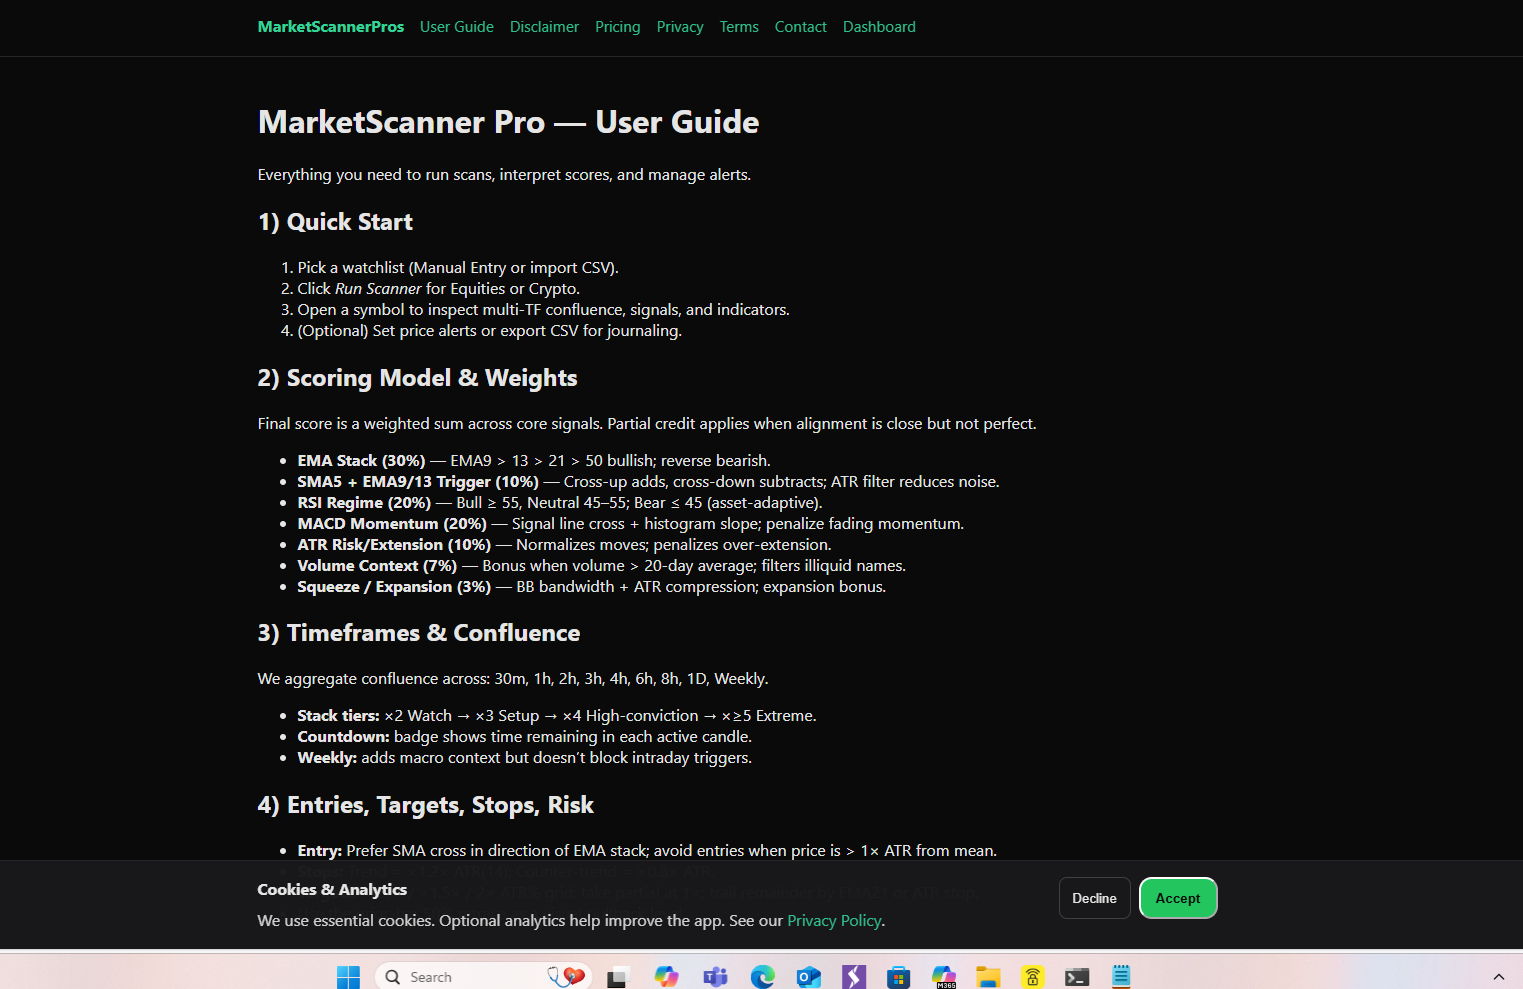 MarketScannerPros User Guide Disclaimer Pricing Privacy Terms Contact Dashboard
MarketScanner Pro — User Guide
Everything you need to run scans, interpret scores, and manage alerts.
1) Quick Start
1. Pick a watchlist (Manual Entry or import CSV).
2. Click Run Scanner for Equities or Crypto.
3. Open a symbol to inspect multi-TF confluence, signals, and indicators.
4. (Optional) Set price alerts or export CSV for journaling.
2) Scoring Model & Weights
Final score is a weighted sum across core signals. Partial credit applies when alignment is close but not perfect.
• EMA Stack (30%) — EMA9 > 13 > 21 > 50 bullish; reverse bearish.
• SMA5 + EMA9/13 Trigger (10%) — Cross-up adds, cross-down subtracts; ATR filter reduces noise.
• RSI Regime (20%) — Bull ≥ 55, Neutral 45–55; Bear ≤ 45 (asset-adaptive).
• MACD Momentum (20%) — Signal line cross + histogram slope; penalize fading momentum.
• ATR Risk/Extension (10%) — Normalizes moves; penalizes over-extension.
• Volume Context (7%) — Bonus when volume > 20-day average; filters illiquid names.
• Squeeze / Expansion (3%) — BB bandwidth + ATR compression; expansion bonus.
3) Timeframes & Confluence
We aggregate confluence across: 30m, 1h, 2h, 3h, 4h, 6h, 8h, 1D, Weekly.
• Stack tiers: ×2 Watch → ×3 Setup → ×4 High-conviction → ×≥5 Extreme.
• Countdown: badge shows time remaining in each active candle.
• Weekly: adds macro context but doesn’t block intraday triggers.
4) Entries, Targets, Stops, Risk
• Entry: Prefer SMA cross in direction of EMA stack; avoid entries when price is > 1× ATR from mean.
Cookies & Analytics
We use essential cookies. Optional analytics help improve the app. See our Privacy Policy.
Decline Accept
Search
M365